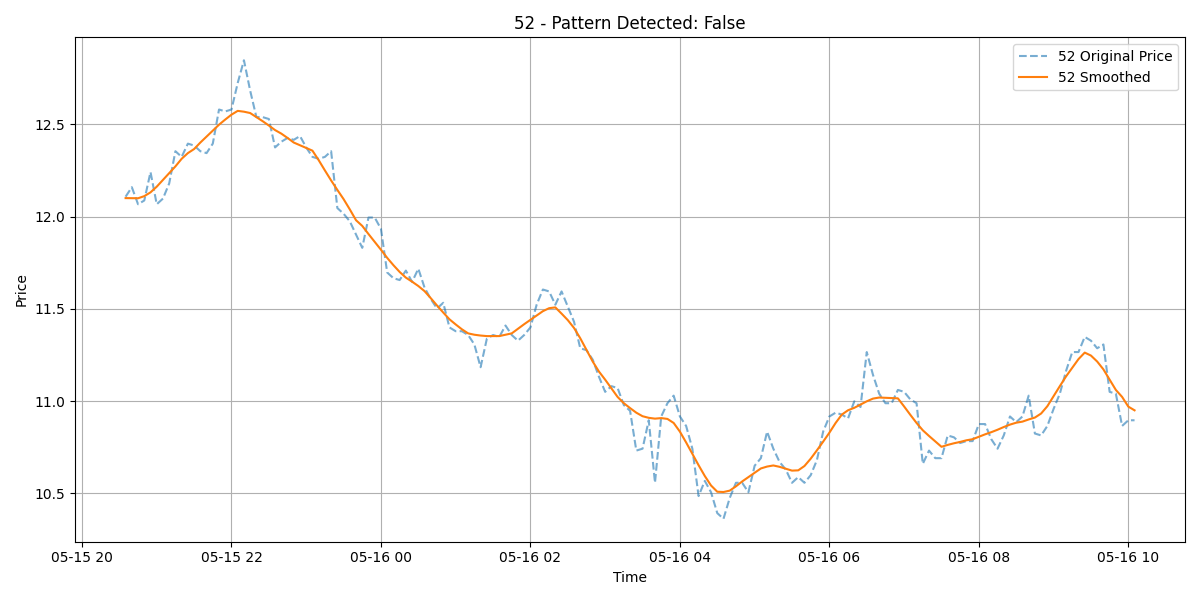 52 - Pattern Detected: False
52 Original Price
52 Smoothed
Price
12.5
12.0
11.5
11.0
10.5
05-15 20
05-15 22
05-16 00
05-16 02
05-16 04
05-16 06
05-16 08
05-16 10
Time